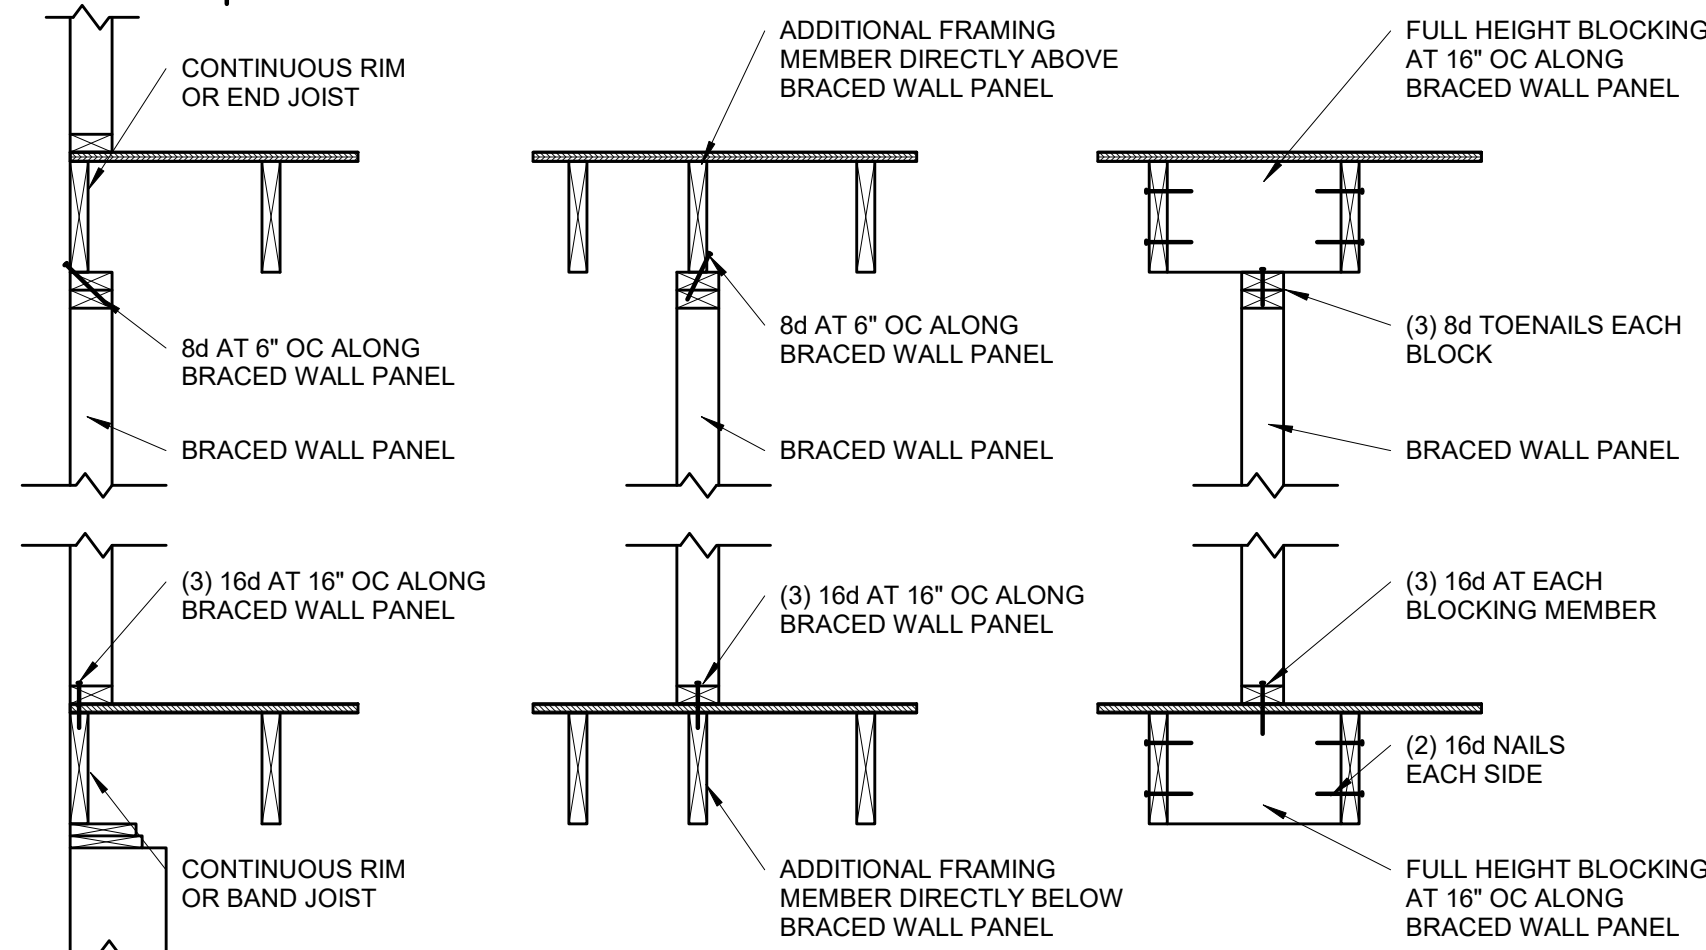 CONTINUOUS RIM
OR END JOIST
8d AT 6" OC ALONG
BRACED WALL PANEL
BRACED WALL PANEL
ADDITIONAL FRAMING
MEMBER DIRECTLY ABOVE
BRACED WALL PANEL
8d AT 6" OC ALONG
BRACED WALL PANEL
BRACED WALL PANEL
FULL HEIGHT BLOCKING
AT 16" OC ALONG
BRACED WALL PANEL
(3) 8d TOENAILS EACH
BLOCK
BRACED WALL PANEL
(3) 16d AT 16" OC ALONG
BRACED WALL PANEL
CONTINUOUS RIM
OR BAND JOIST
(3) 16d AT 16" OC ALONG
BRACED WALL PANEL
ADDITIONAL FRAMING
MEMBER DIRECTLY BELOW
BRACED WALL PANEL
(3) 16d AT EACH
BLOCKING MEMBER
(2) 16d NAILS
EACH SIDE
FULL HEIGHT BLOCKING
AT 16" OC ALONG
BRACED WALL PANEL